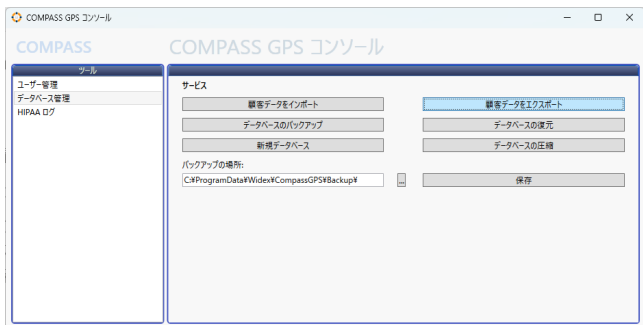 COMPASS GPS コンソール
COMPASS
COMPASS GPS コンソール
ツール
ユーザー管理
データベース管理
HIPAA ログ
サービス
顧客データをインポート
顧客データをエクスポート
データベースのバックアップ
データベースの復元
新規データベース
データベースの圧縮
バックアップの場所:
C:¥ProgramData¥Widex¥CompassGPS¥Backup¥
...
保存